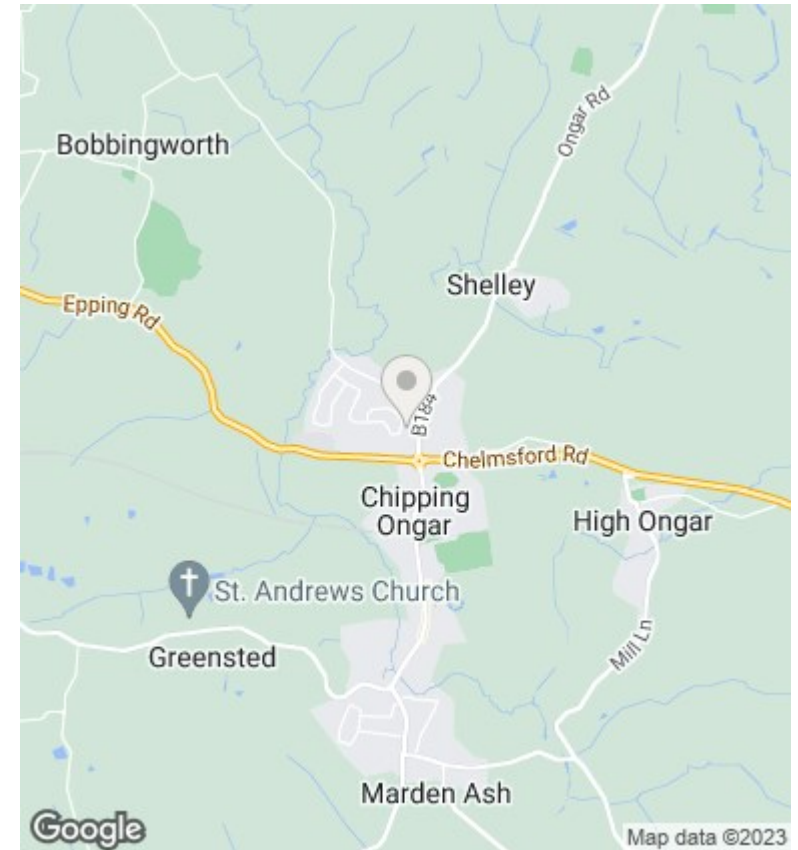 Bobbingworth
Ongar Rd
Shelley
Epping Rd
B184
Chelmsford Rd
Chipping
Ongar
High Ongar
St. Andrews Church
Greensted
Mill Ln
Marden Ash
Google
Map data ©2023